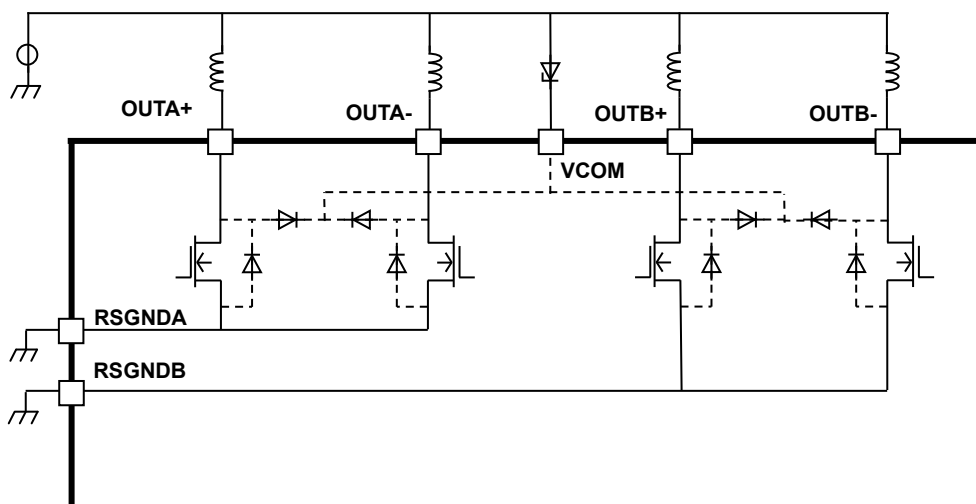 OUTA+
OUTA-
OUTB+
OUTB-
VCOM
RSGNDA
RSGNDB